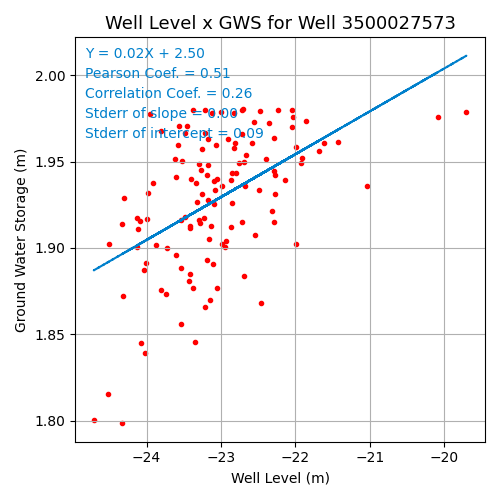 Well Level x GWS for Well 3500027573
Y = 0.02X + 2.50
Pearson Coef. = 0.51
Correlation Coef. = 0.26
Stderr of slope = 0.00
Stderr of intercept = 0.09
Ground Water Storage (m)
2.00
1.95
1.90
1.85
1.80
−24 −23 −22 −21 −20
Well Level (m)